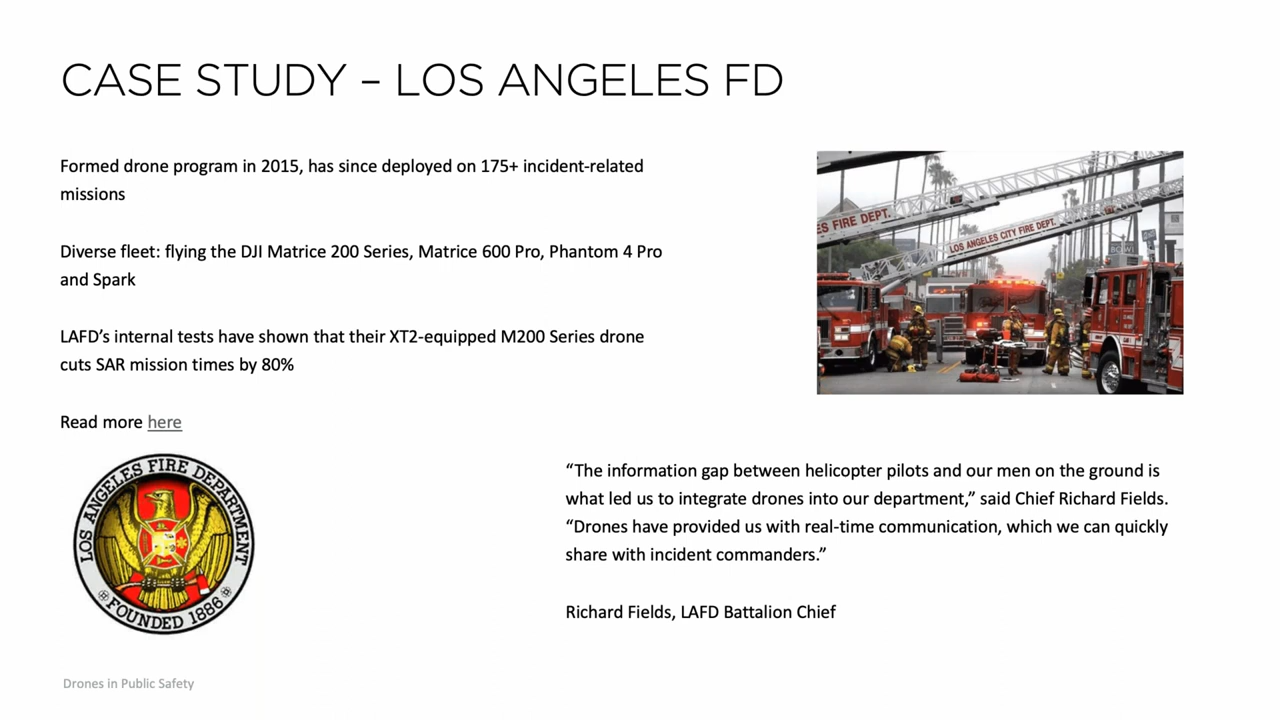 CASE STUDY – LOS ANGELES FD
Formed drone program in 2015, has since deployed on 175+ incident-related
missions
Diverse fleet: flying the DJI Matrice 200 Series, Matrice 600 Pro, Phantom 4 Pro
and Spark
LAFD’s internal tests have shown that their XT2-equipped M200 Series drone
cuts SAR mission times by 80%
Read more here
ES FIRE DEPT.
LOS ANGELES CITY FIRE DEPT.
BOWL
LOS ANGELES FIRE DEPARTMENT
FOUNDED 1886
“The information gap between helicopter pilots and our men on the ground is
what led us to integrate drones into our department,” said Chief Richard Fields.
“Drones have provided us with real-time communication, which we can quickly
share with incident commanders.”
Richard Fields, LAFD Battalion Chief
Drones in Public Safety